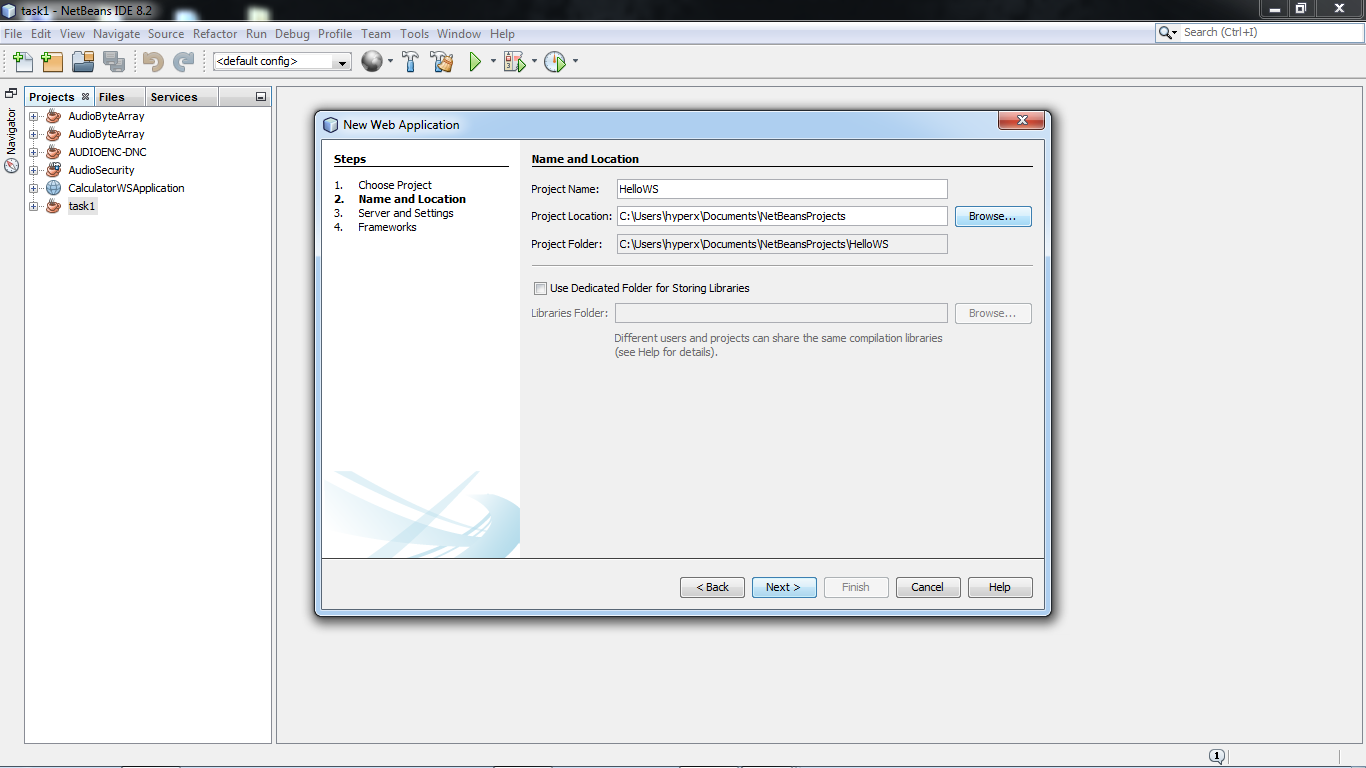 task1 - NetBeans IDE 8.2
File Edit View Navigate Source Refactor Run Debug Profile Team Tools Window Help
Search (Ctrl+I)
<default config>
Projects Files Services
Navigator
AudioByteArray
AudioByteArray
AUDIOENC-DNC
AudioSecurity
CalculatorWSApplication
task1
New Web Application
Steps
1. Choose Project
2. Name and Location
3. Server and Settings
4. Frameworks
Name and Location
Project Name: HelloWS
Project Location: C:\Users\hyperx\Documents\NetBeansProjects Browse...
Project Folder: C:\Users\hyperx\Documents\NetBeansProjects\HelloWS
Use Dedicated Folder for Storing Libraries
Libraries Folder: Browse...
Different users and projects can share the same compilation libraries
(see Help for details).
< Back Next > Finish Cancel Help
1